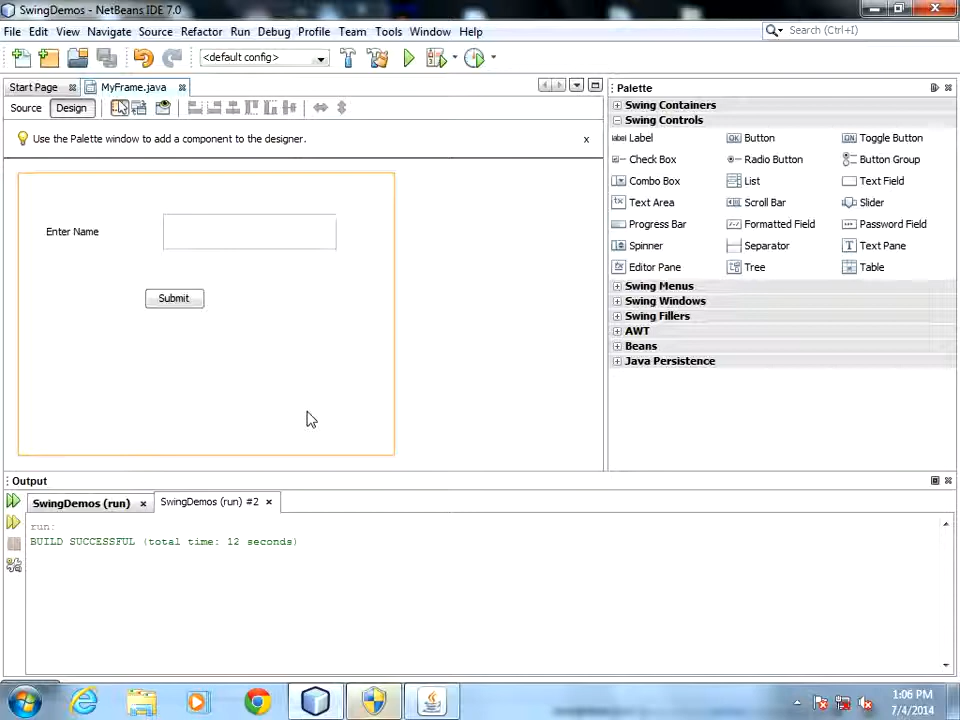 SwingDemos - NetBeans IDE 7.0
File Edit View Navigate Source Refactor Run Debug Profile Team Tools Window Help
Search (Ctrl+I)
<default config>
Start Page MyFrame.java
Source Design
Use the Palette window to add a component to the designer. x
Enter Name
Submit
Palette
Swing Containers
Swing Controls
label Label OK Button ON Toggle Button
Check Box Radio Button Button Group
Combo Box List Text Field
Text Area Scroll Bar Slider
Progress Bar Formatted Field Password Field
Spinner Separator Text Pane
Editor Pane Tree Table
Swing Menus
Swing Windows
Swing Fillers
AWT
Beans
Java Persistence
Output
SwingDemos (run) SwingDemos (run) #2
run:
BUILD SUCCESSFUL (total time: 12 seconds)
1:06 PM
7/4/2014